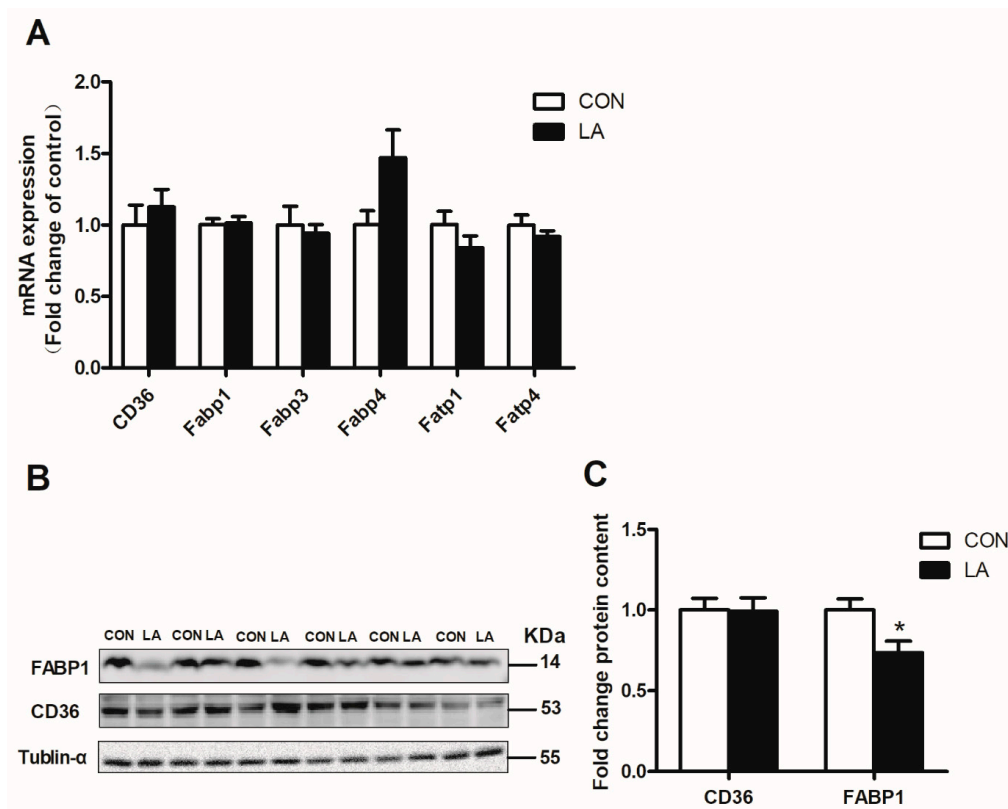 A
mRNA expression
(Fold change of control)
2.0
1.5
1.0
0.5
0.0
CON
LA
CD36
Fabp1
Fabp3
Fabp4
Fatp1
Fatp4
B
CON LA CON LA CON LA CON LA CON LA CON LA KDa
FABP1 14
CD36 53
Tublin-α 55
C
Fold change protein content
1.5
1.0
0.5
0.0
CON
LA
*
CD36 FABP1